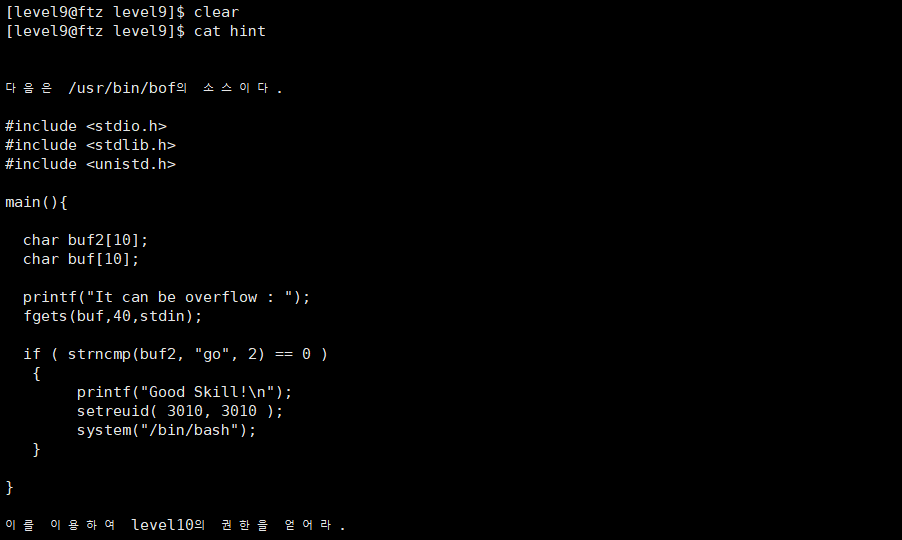 [level9@ftz level9]$ clear
[level9@ftz level9]$ cat hint
다음은 /usr/bin/bof의 소스이다.
#include <stdio.h>
#include <stdlib.h>
#include <unistd.h>
main(){
char buf2[10];
char buf[10];
printf("It can be overflow : ");
fgets(buf,40,stdin);
if ( strncmp(buf2, "go", 2) == 0 )
{
printf("Good Skill!\n");
setreuid( 3010, 3010 );
system("/bin/bash");
}
}
이를 이용하여 level10의 권한을 얻어라.